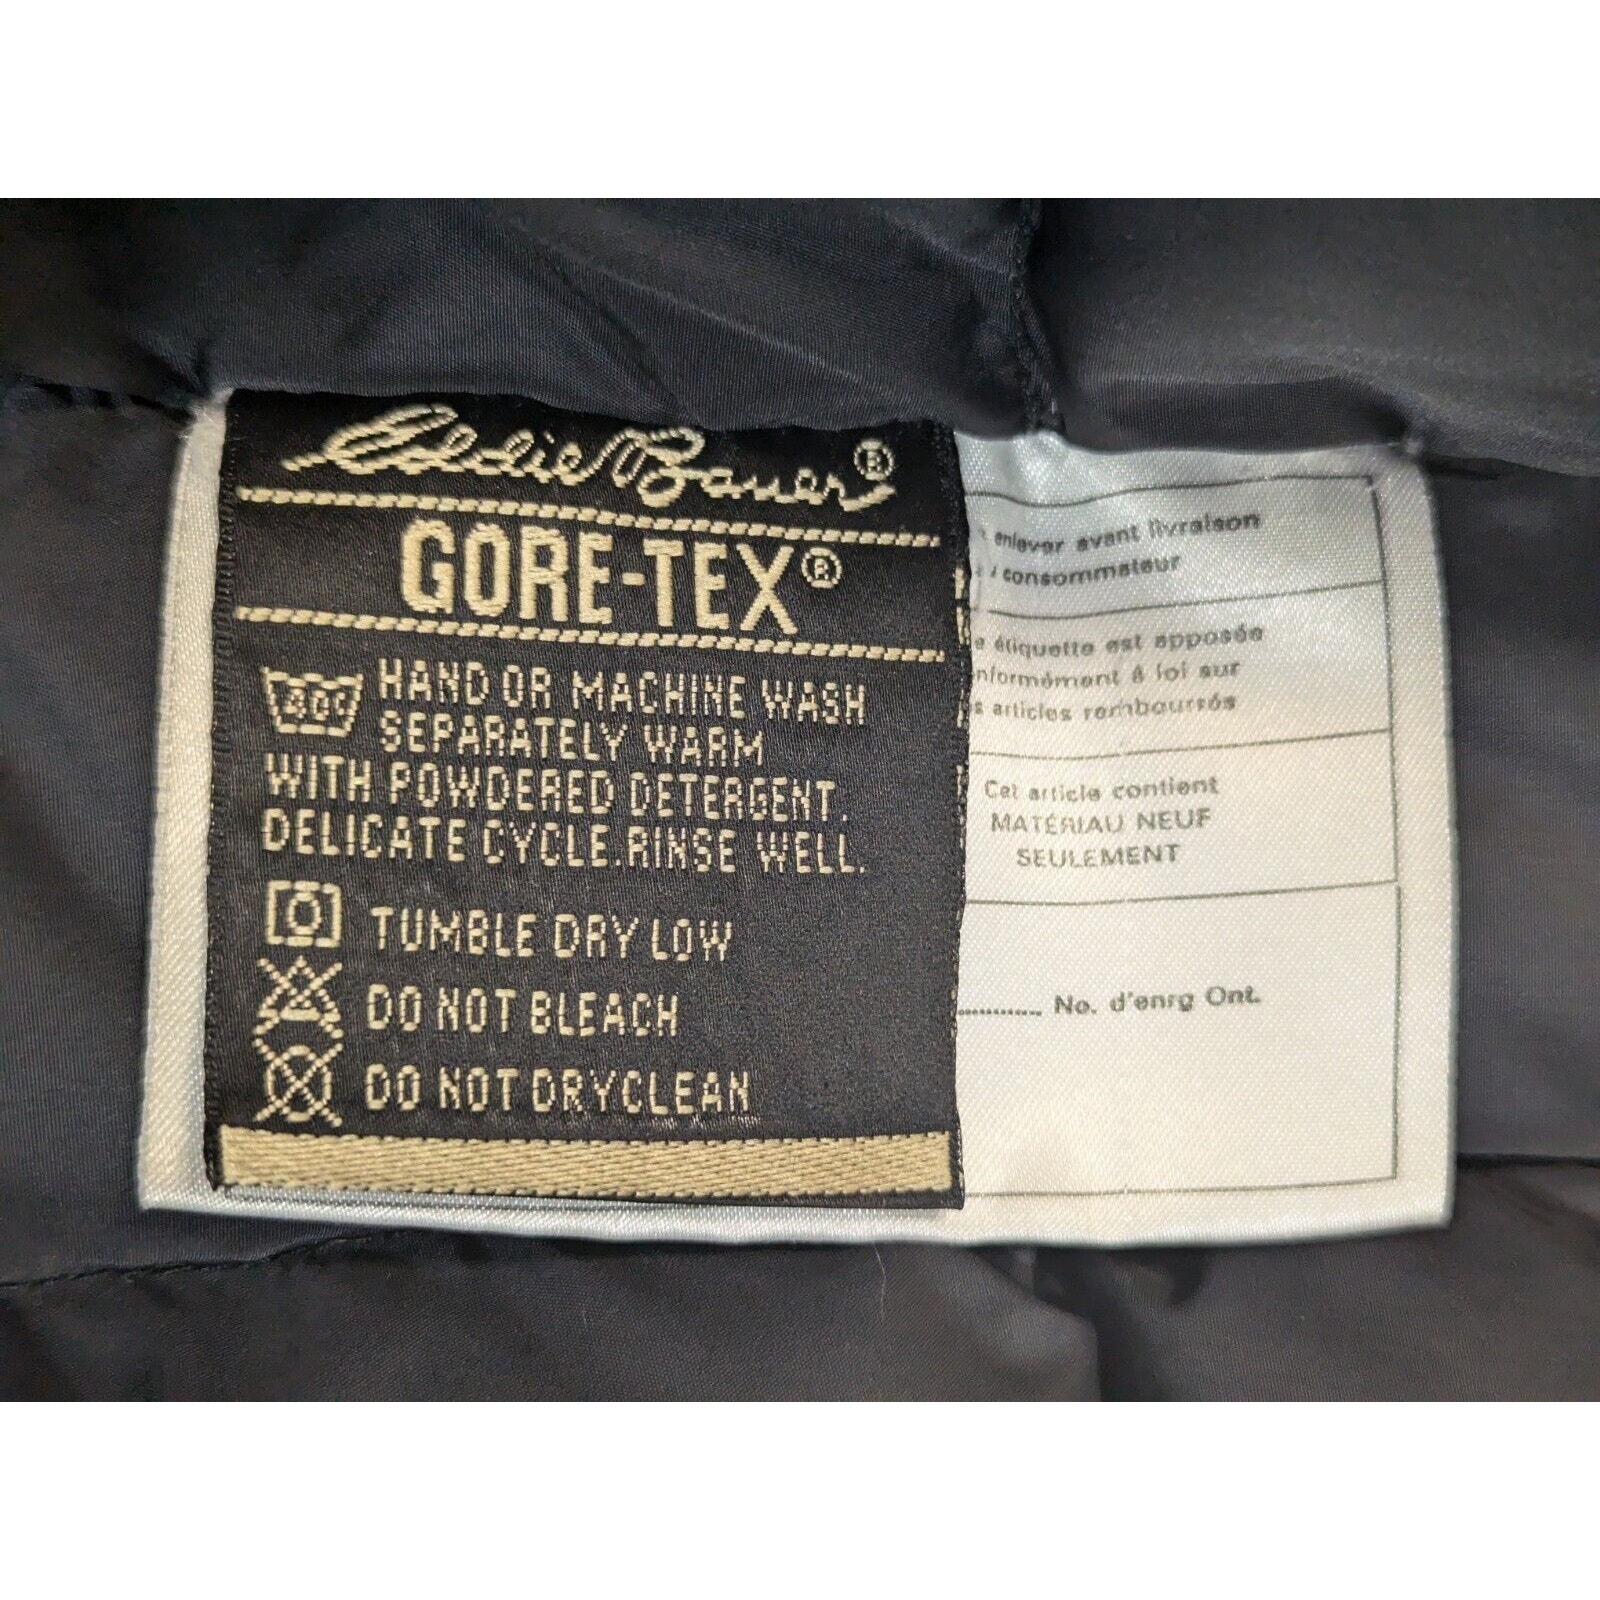 Eddie Bauer®
GORE-TEX®
40C HAND OR MACHINE WASH
SEPARATELY WARM
WITH POWDERED DETERGENT.
DELICATE CYCLE.RINSE WELL.
TUMBLE DRY LOW
DO NOT BLEACH
DO NOT DRYCLEAN
enlever avant livraison
consommateur
étiquette est apposée
à loi sur
articles rembourrés
Cet article contient
MATÉRIAU NEUF
SEULEMENT
............ No. d'enrg Ont.